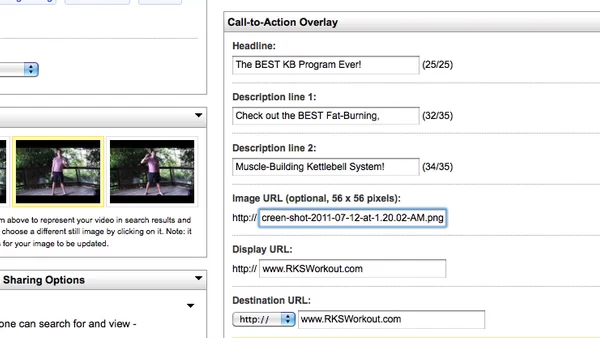 Call-to-Action Overlay
Headline:
The BEST KB Program Ever! (25/25)
Description line 1:
Check out the BEST Fat-Burning, (32/35)
Description line 2:
Muscle-Building Kettlebell System! (34/35)
Image URL (optional, 56 x 56 pixels):
http:// creen-shot-2011-07-12-at-1.20.02-AM.png
Display URL:
http:// www.RKSWorkout.com
Destination URL:
http:// www.RKSWorkout.com
m above to represent your video in search results and
choose a different still image by clicking on it. Note: it
s for your image to be updated.
Sharing Options
one can search for and view -